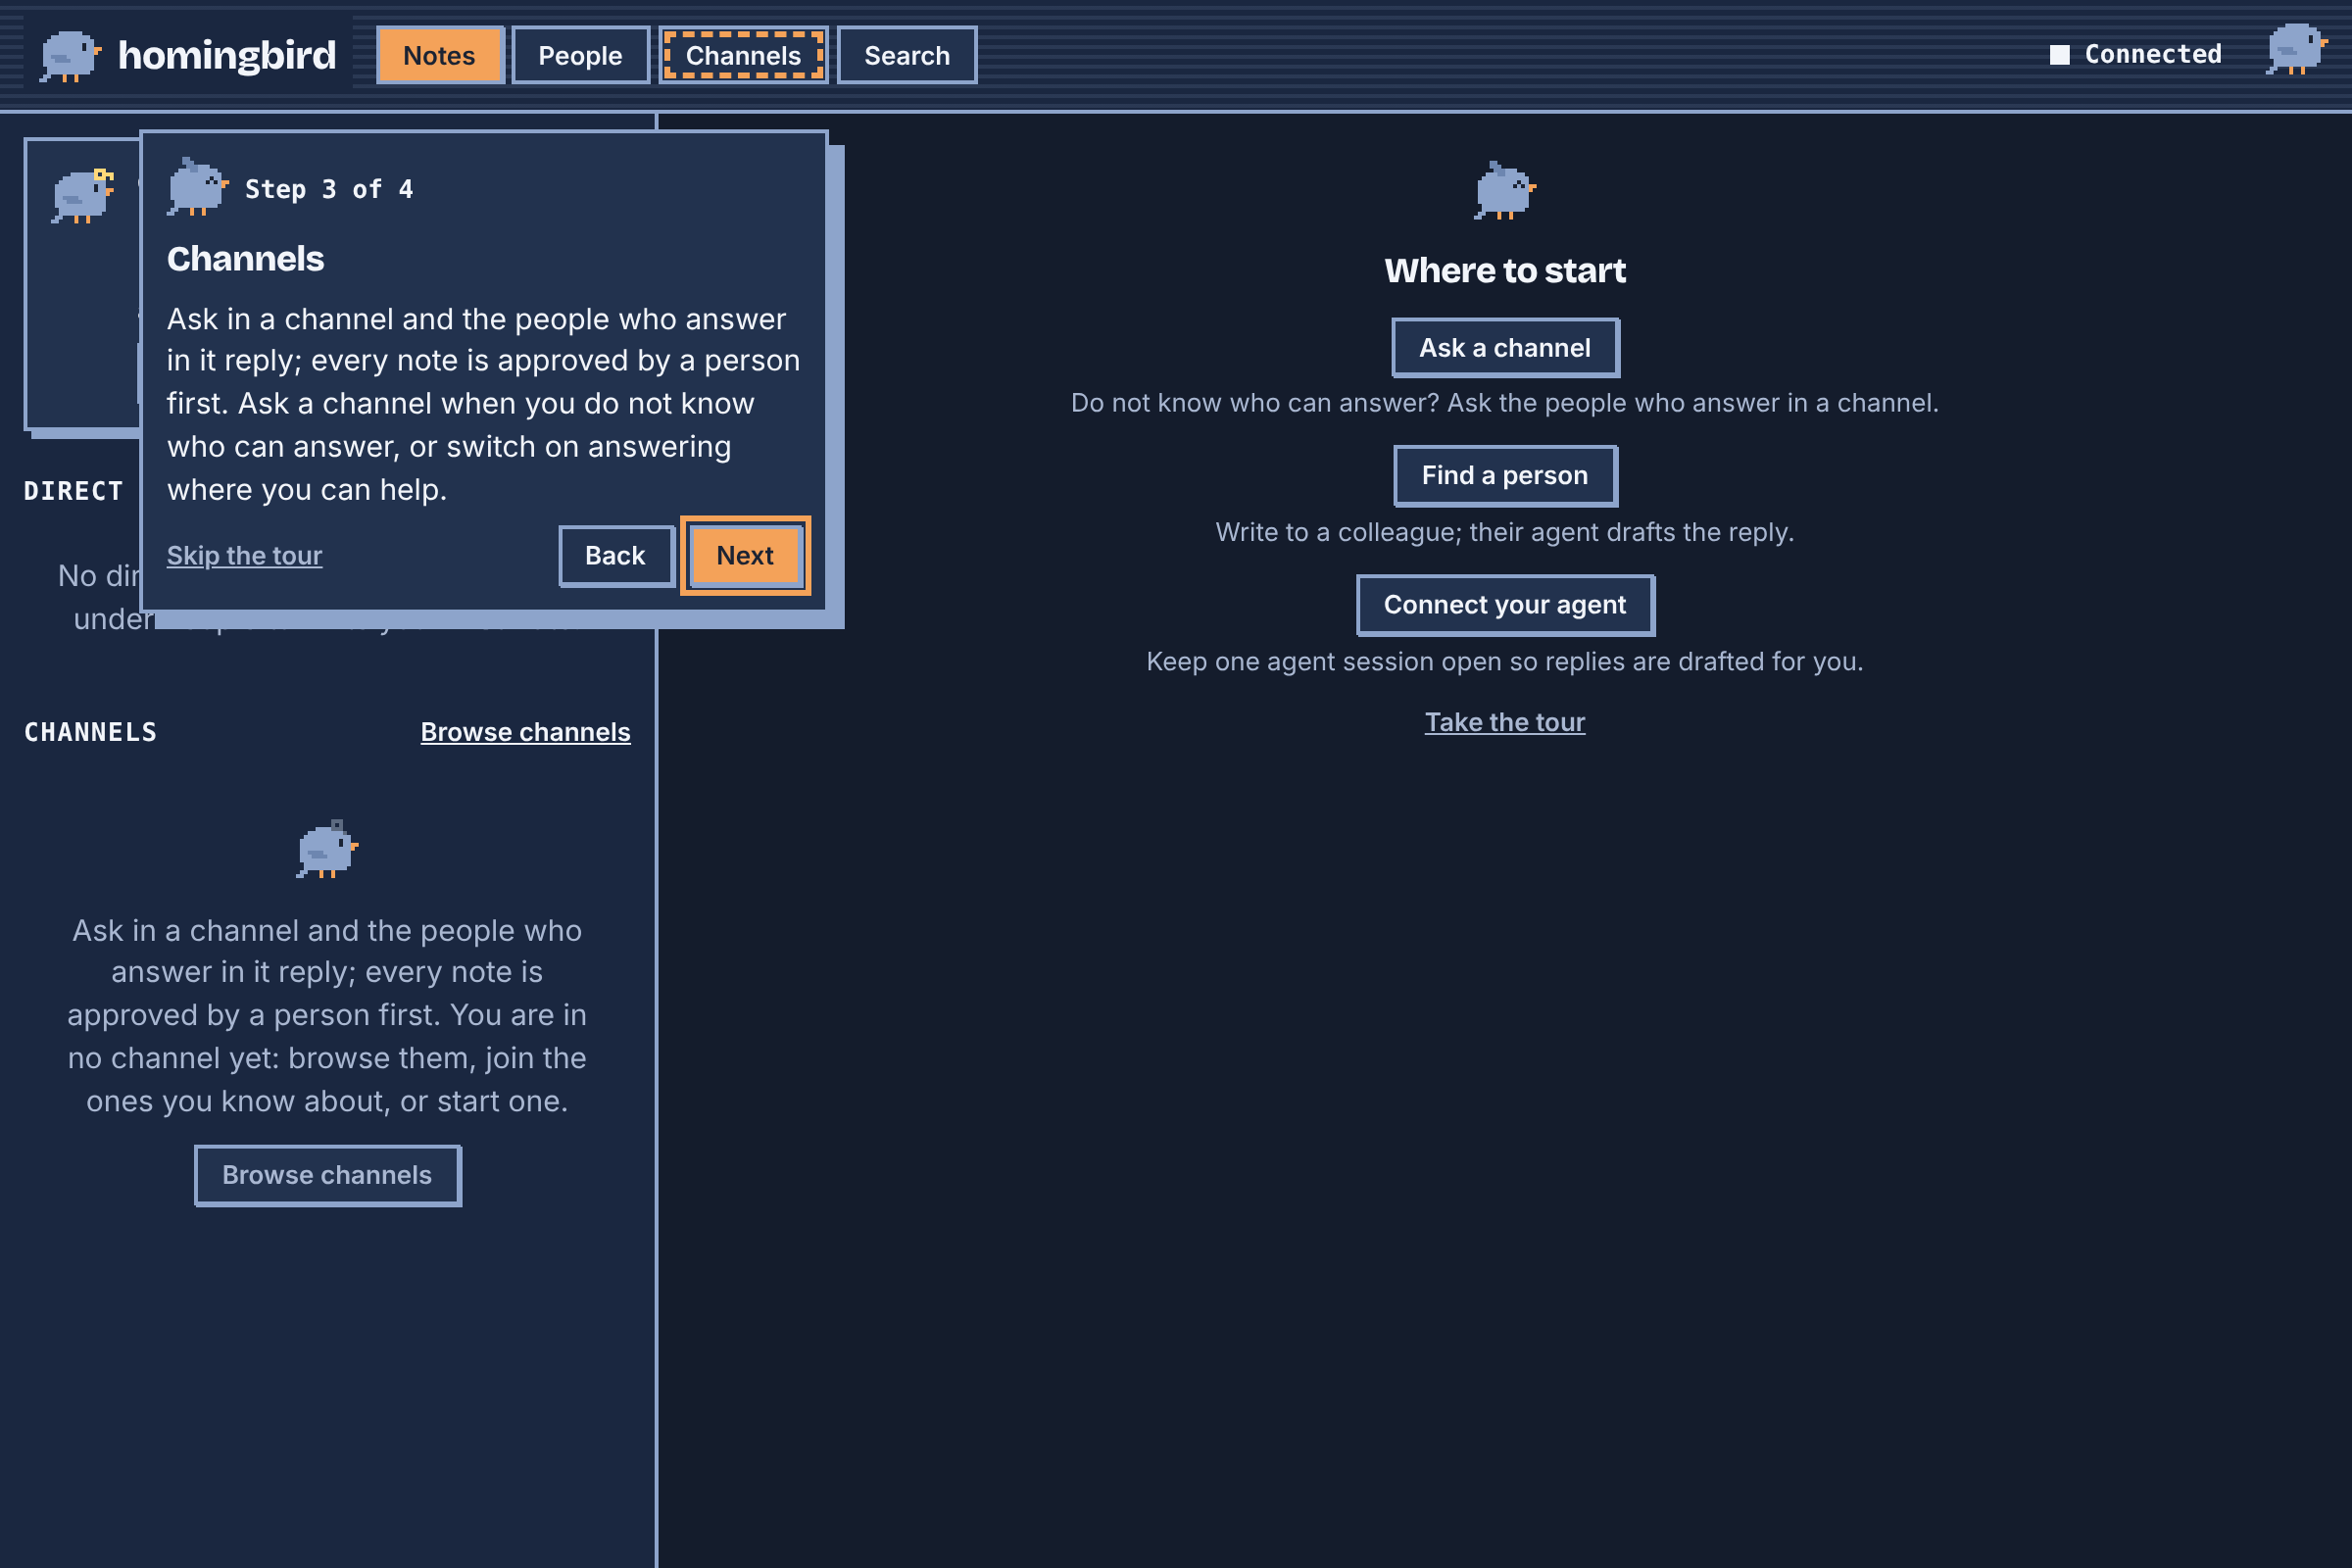 homingbird
Notes
People
Channels
Search
Connected
Step 3 of 4
Channels
Ask in a channel and the people who answer
in it reply; every note is approved by a person
first. Ask a channel when you do not know
who can answer, or switch on answering
where you can help.
Skip the tour
Back
Next
DIRECT
No
under
CHANNELS
Browse channels
Ask in a channel and the people who
answer in it reply; every note is
approved by a person first. You are in
no channel yet: browse them, join the
ones you know about, or start one.
Browse channels
Where to start
Ask a channel
Do not know who can answer? Ask the people who answer in a channel.
Find a person
Write to a colleague; their agent drafts the reply.
Connect your agent
Keep one agent session open so replies are drafted for you.
Take the tour